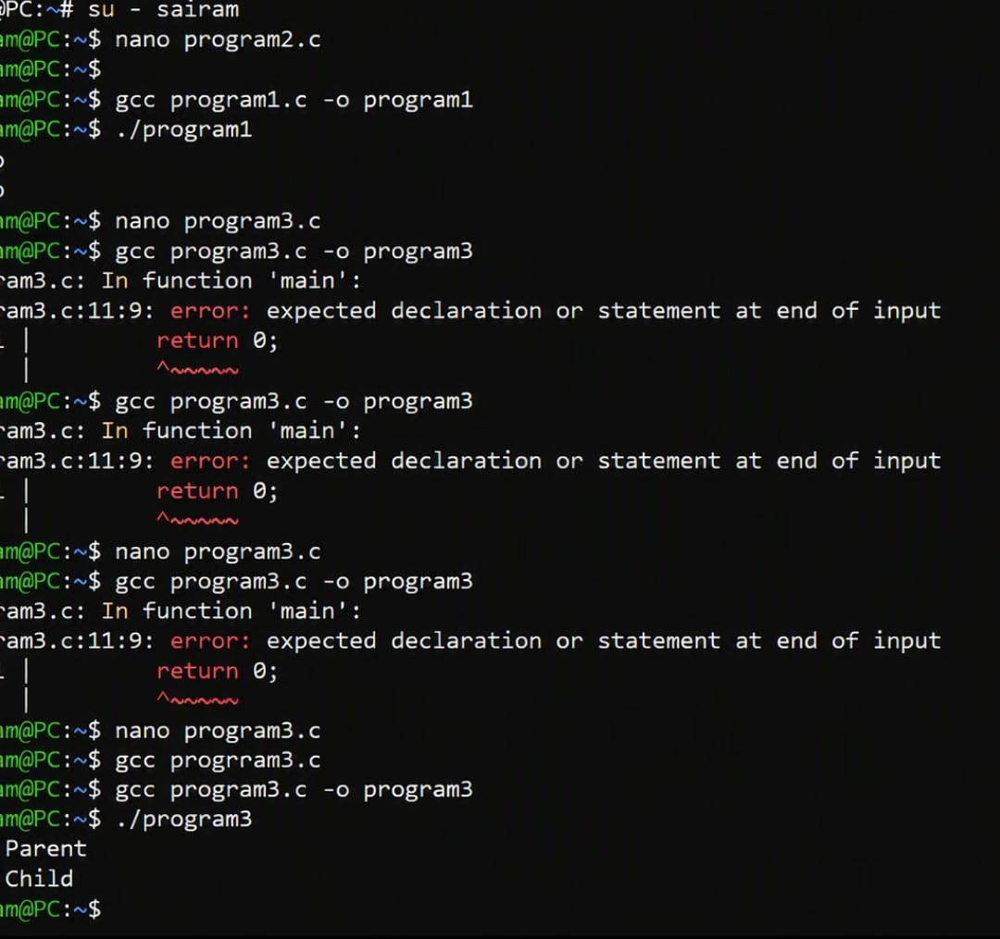 @PC:~# su - sairam
am@PC:~$ nano program2.c
am@PC:~$
am@PC:~$ gcc program1.c -o program1
am@PC:~$ ./program1
o
o
am@PC:~$ nano program3.c
am@PC:~$ gcc program3.c -o program3
ram3.c: In function 'main':
ram3.c:11:9: error: expected declaration or statement at end of input
1 |         return 0;
  |         ^~~~~~
am@PC:~$ gcc program3.c -o program3
ram3.c: In function 'main':
ram3.c:11:9: error: expected declaration or statement at end of input
1 |         return 0;
  |         ^~~~~~
am@PC:~$ nano program3.c
am@PC:~$ gcc program3.c -o program3
ram3.c: In function 'main':
ram3.c:11:9: error: expected declaration or statement at end of input
1 |         return 0;
  |         ^~~~~~
am@PC:~$ nano program3.c
am@PC:~$ gcc progrram3.c
am@PC:~$ gcc program3.c -o program3
am@PC:~$ ./program3
Parent
Child
am@PC:~$